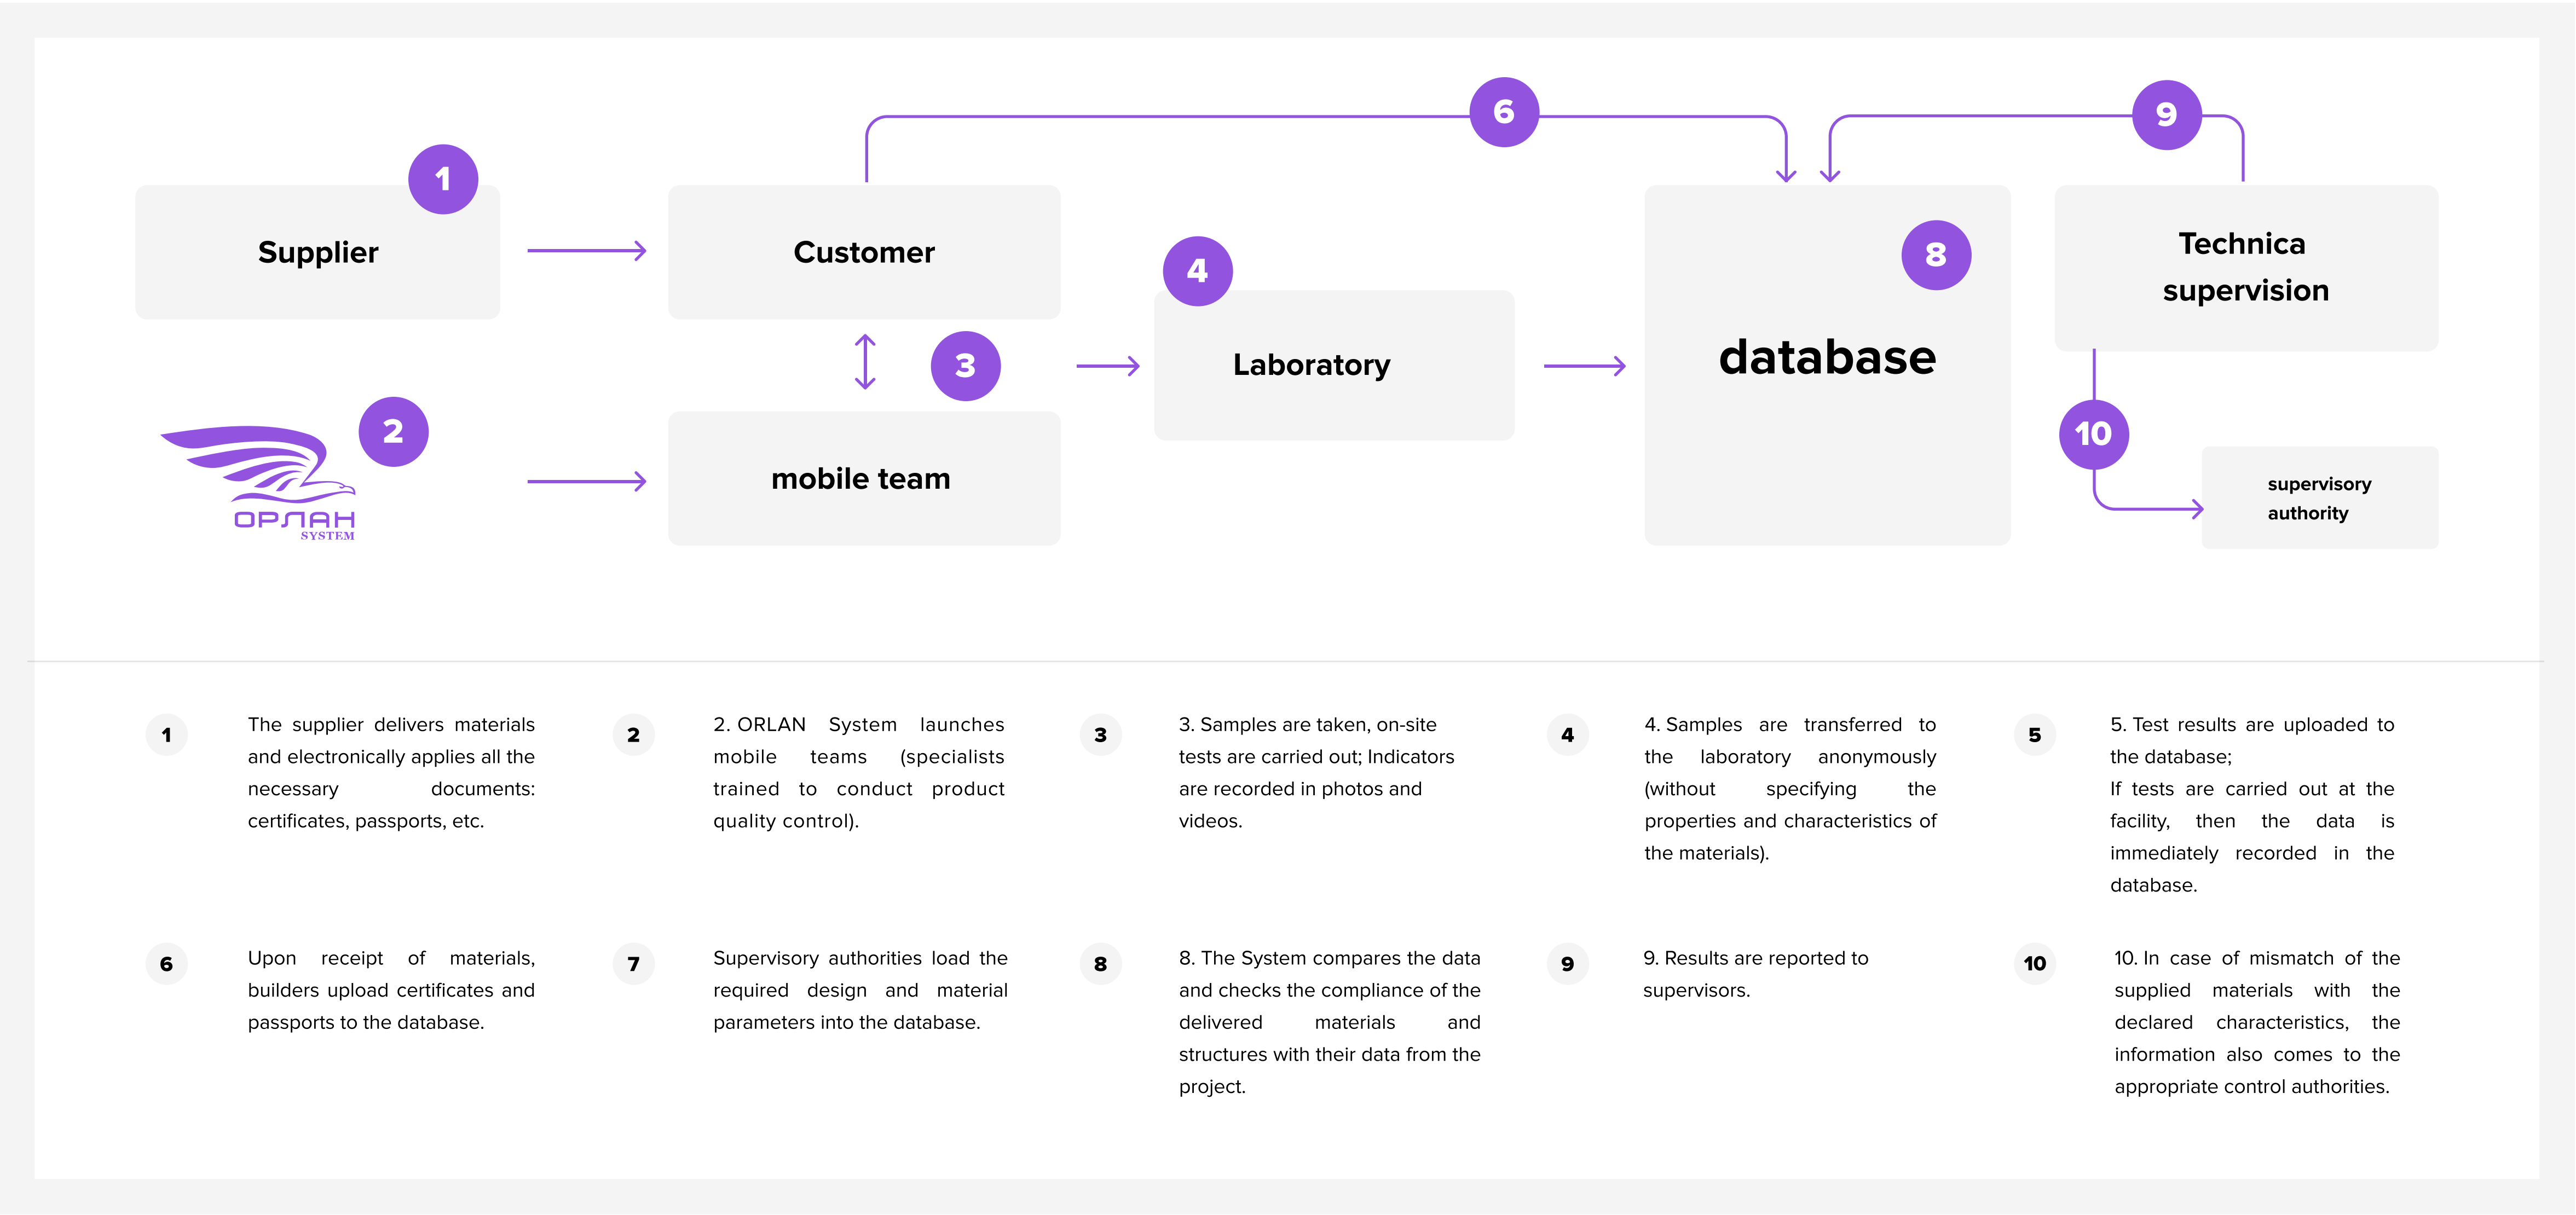 6
9
1
Supplier
Customer
4
8
Technica
supervision
3
Laboratory
database
2
mobile team
10
supervisory
authority
ОРЛАН
SYSTEM
1
The supplier delivers materials
and electronically applies all the
necessary documents:
certificates, passports, etc.
2
2. ORLAN System launches
mobile teams (specialists
trained to conduct product
quality control).
3
3. Samples are taken, on-site
tests are carried out; Indicators
are recorded in photos and
videos.
4
4. Samples are transferred to
the laboratory anonymously
(without specifying the
properties and characteristics of
the materials).
5
5. Test results are uploaded to
the database;
If tests are carried out at the
facility, then the data is
immediately recorded in the
database.
6
Upon receipt of materials,
builders upload certificates and
passports to the database.
7
Supervisory authorities load the
required design and material
parameters into the database.
8
8. The System compares the data
and checks the compliance of the
delivered materials and
structures with their data from the
project.
9
9. Results are reported to
supervisors.
10
10. In case of mismatch of the
supplied materials with the
declared characteristics, the
information also comes to the
appropriate control authorities.